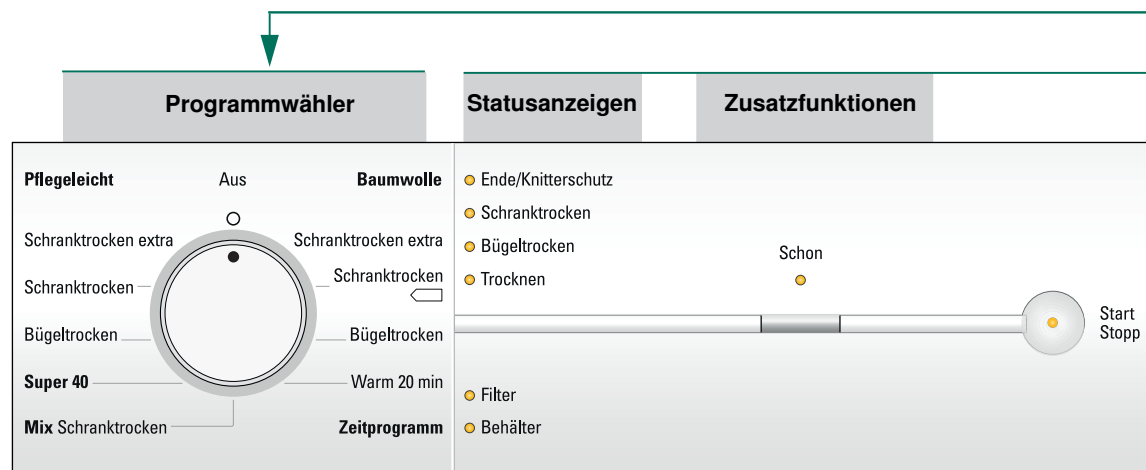 Programmwähler
Statusanzeigen
Zusatzfunktionen
Pflegeleicht
Aus
Baumwolle
Schranktrocken extra
Schranktrocken
Bügeltrocken
Super 40
Mix Schranktrocken
Schranktrocken extra
Schranktrocken
Bügeltrocken
Warm 20 min
Zeitprogramm
Ende/Knitterschutz
Schranktrocken
Bügeltrocken
Trocknen
Filter
Behälter
Schon
Start
Stopp